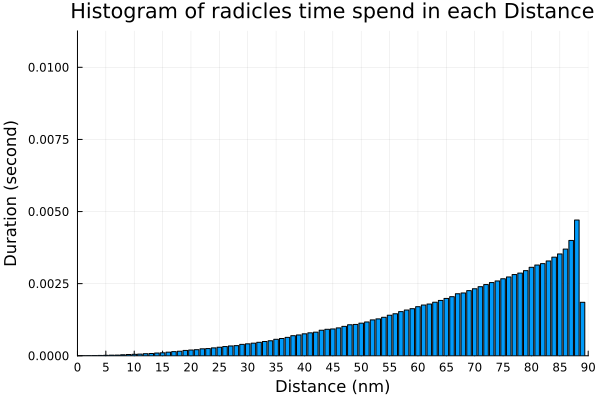 Histogram of radicles time spend in each Distance
Duration (second)
0.0100
0.0075
0.0050
0.0025
0.0000
0 5 10 15 20 25 30 35 40 45 50 55 60 65 70 75 80 85 90
Distance (nm)